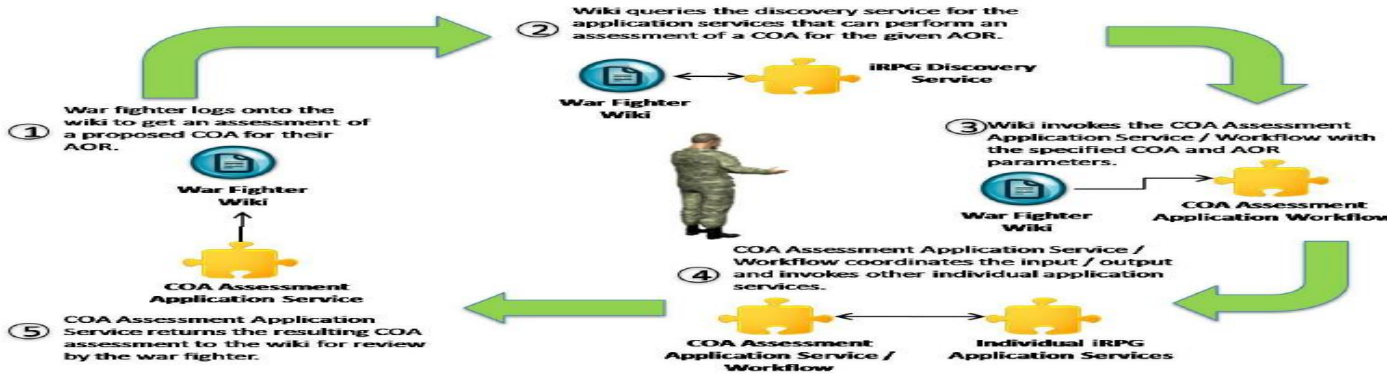 ② Wiki queries the discovery service for the
application services that can perform an
assessment of a COA for the given AOR.
iRPG Discovery
Service
War Fighter
Wiki
① War fighter logs onto the
wiki to get an assessment of
a proposed COA for their
AOR.
War Fighter
Wiki
③ Wiki invokes the COA Assessment
Application Service / Workflow with
the specified COA and AOR
parameters.
War Fighter
Wiki
COA Assessment
Application Workflow
④ COA Assessment Application Service /
Workflow coordinates the input / output
and invokes other individual application
services.
COA Assessment
Application Service /
Workflow
Individual iRPG
Application Services
COA Assessment
Application Service
⑤ COA Assessment Application
Service returns the resulting COA
assessment to the wiki for review
by the war fighter.